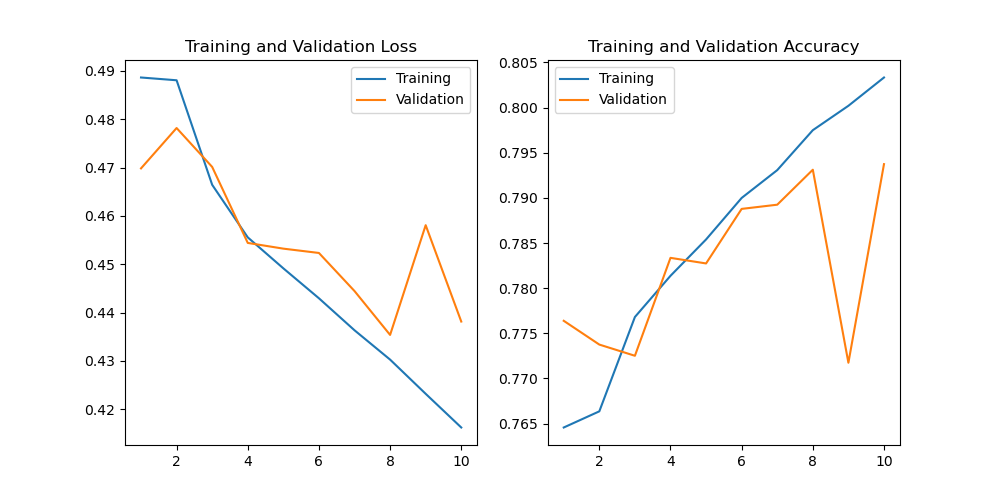 Training and Validation Loss
0.49
0.48
0.47
0.46
0.45
0.44
0.43
0.42
2 4 6 8 10
Training
Validation
Training and Validation Accuracy
0.805
0.800
0.795
0.790
0.785
0.780
0.775
0.770
0.765
2 4 6 8 10
Training
Validation